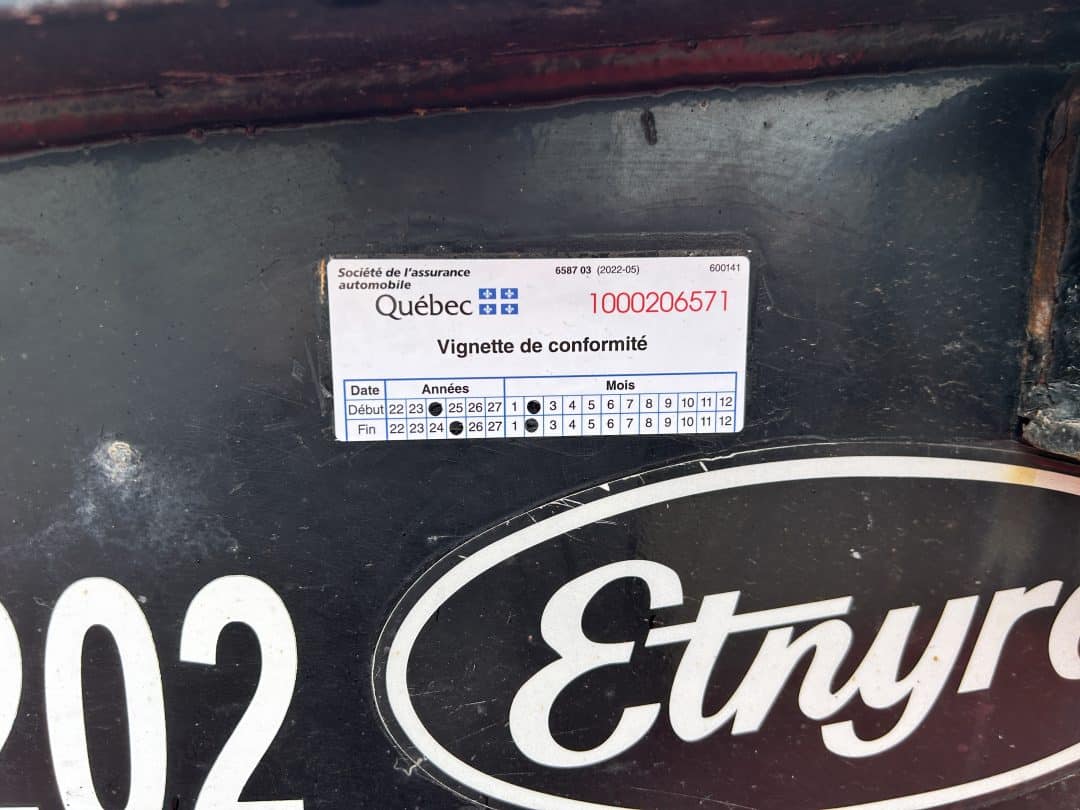 Société de l'assurance
automobile
6587 03 (2022-05) 600141
Québec 1000206571
Vignette de conformité
Date Années Mois
Début 22 23 25 26 27 1 3 4 5 6 7 8 9 10 11 12
Fin 22 23 24 26 27 1 3 4 5 6 7 8 9 10 11 12
Etnyre
202